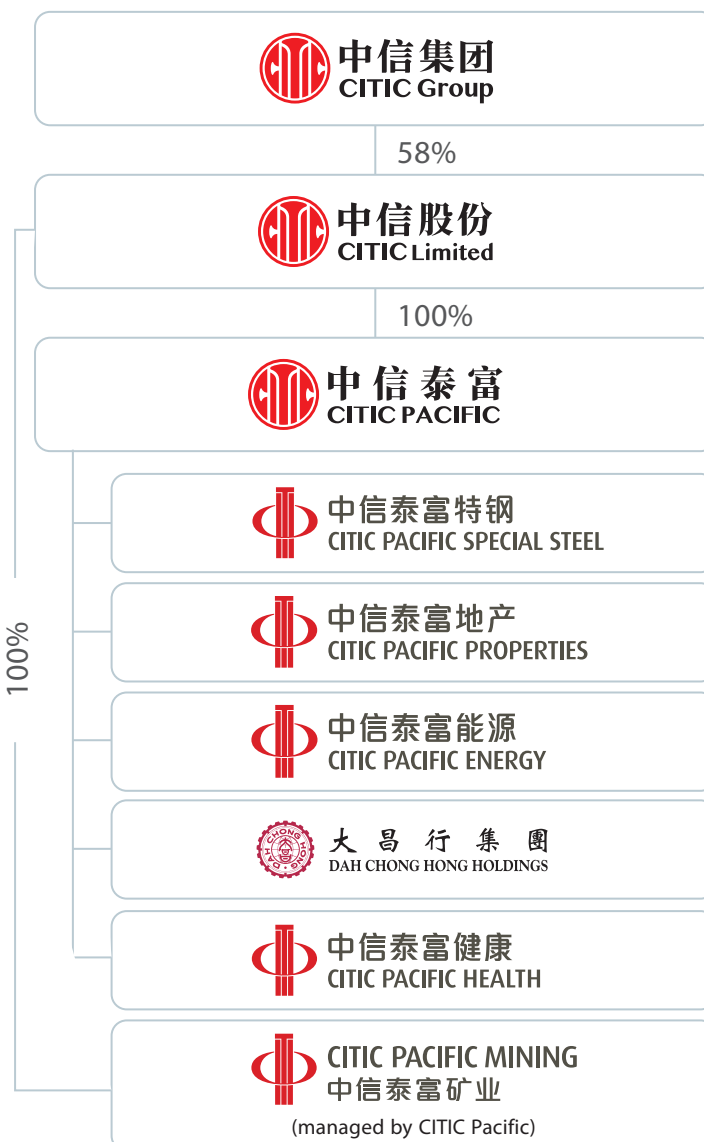 中信集团
CITIC Group
58%
中信股份
CITIC Limited
100%
中信泰富
CITIC PACIFIC
中信泰富特钢
CITIC PACIFIC SPECIAL STEEL
中信泰富地产
CITIC PACIFIC PROPERTIES
100%
中信泰富能源
CITIC PACIFIC ENERGY
DAH CHONG HONG
大昌行集團
DAH CHONG HONG HOLDINGS
中信泰富健康
CITIC PACIFIC HEALTH
CITIC PACIFIC MINING
中信泰富矿业
(managed by CITIC Pacific)